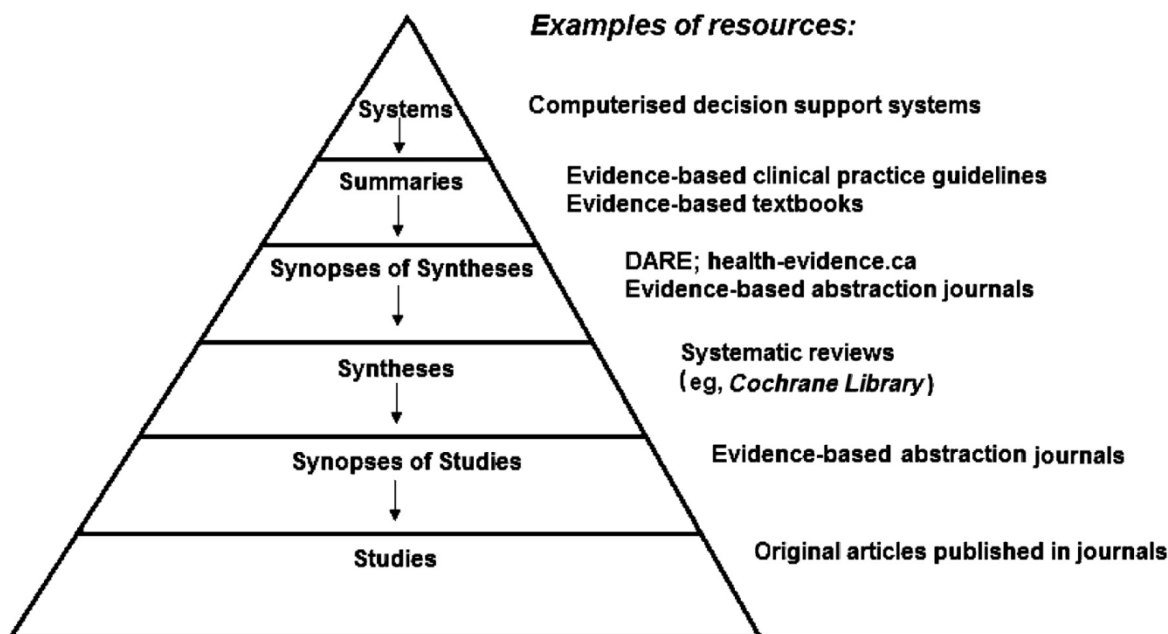 Examples of resources:
Systems
Computerised decision support systems
Summaries
Evidence-based clinical practice guidelines
Evidence-based textbooks
Synopses of Syntheses
DARE; health-evidence.ca
Evidence-based abstraction journals
Syntheses
Systematic reviews
(eg, Cochrane Library)
Synopses of Studies
Evidence-based abstraction journals
Studies
Original articles published in journals